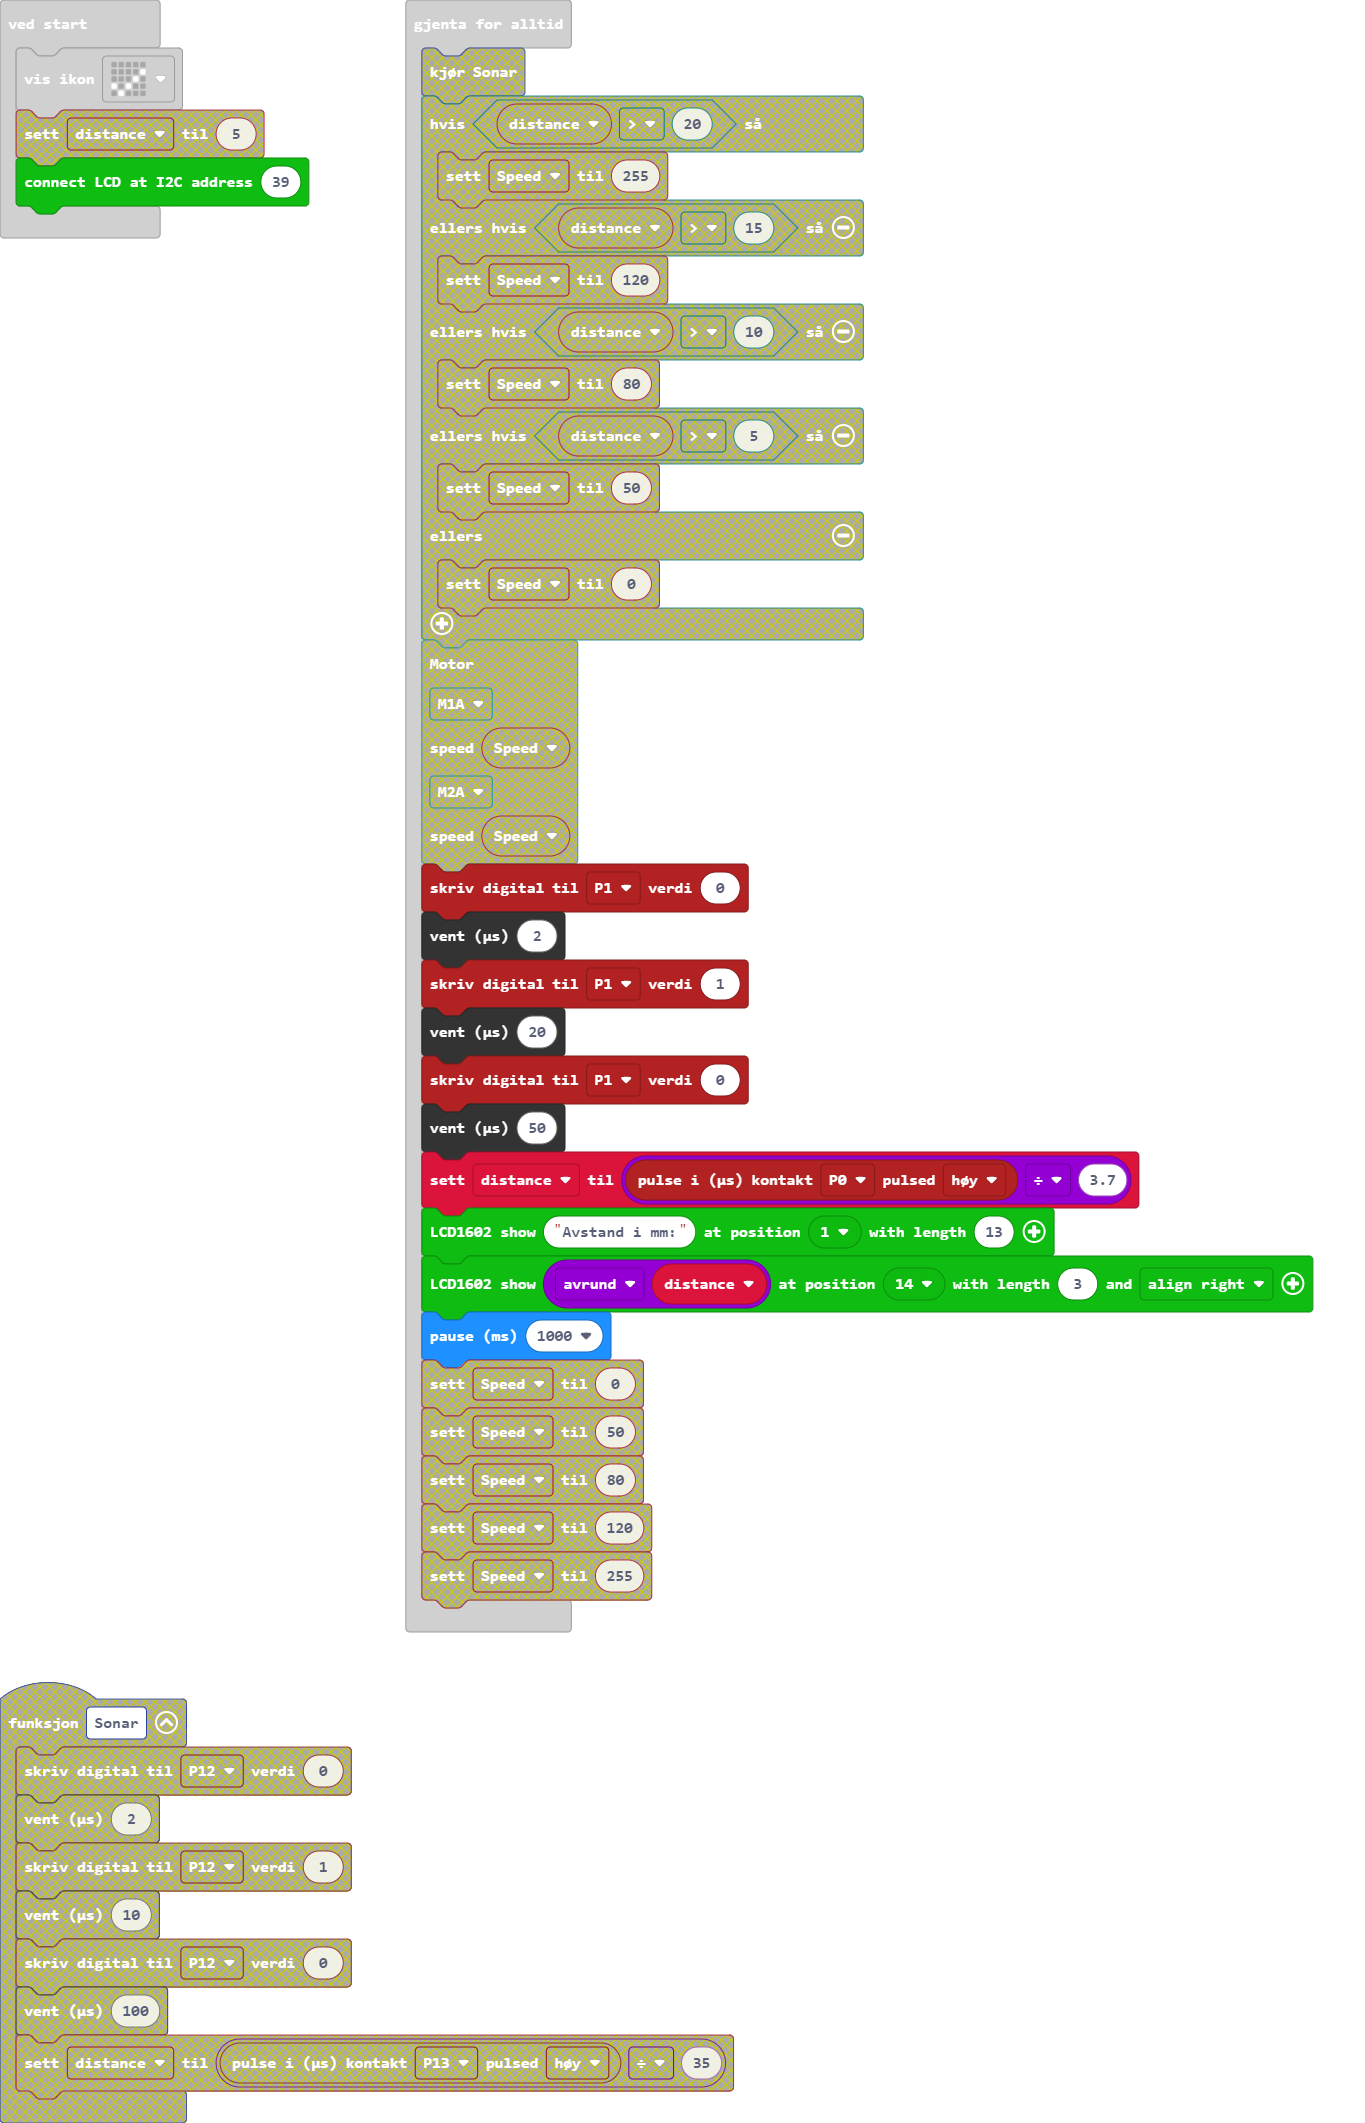 ved start
vis ikon
sett distance til 5
connect LCD at I2C address 39
gjenta for alltid
kjør Sonar
hvis distance > 20 så
sett Speed til 255
ellers hvis distance > 15 så
sett Speed til 120
ellers hvis distance > 10 så
sett Speed til 80
ellers hvis distance > 5 så
sett Speed til 50
ellers
sett Speed til 0
Motor
M1A
speed Speed
M2A
speed Speed
skriv digital til P1 verdi 0
vent (µs) 2
skriv digital til P1 verdi 1
vent (µs) 20
skriv digital til P1 verdi 0
vent (µs) 50
sett distance til pulse i (µs) kontakt P0 pulsed høy ÷ 3.7
LCD1602 show "Avstand i mm:" at position 1 with length 13
LCD1602 show avrund distance at position 14 with length 3 and align right
pause (ms) 1000
sett Speed til 0
sett Speed til 50
sett Speed til 80
sett Speed til 120
sett Speed til 255
funksjon Sonar
skriv digital til P12 verdi 0
vent (µs) 2
skriv digital til P12 verdi 1
vent (µs) 10
skriv digital til P12 verdi 0
vent (µs) 100
sett distance til pulse i (µs) kontakt P13 pulsed høy ÷ 35